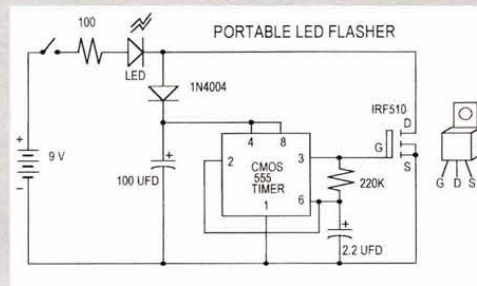 PORTABLE LED FLASHER
100
LED
1N4004
IRF510
D
G
S
4
8
2
3
CMOS
555
TIMER
6
1
+
9 V
-
+
100 UFD
220K
+
2.2 UFD
G D S